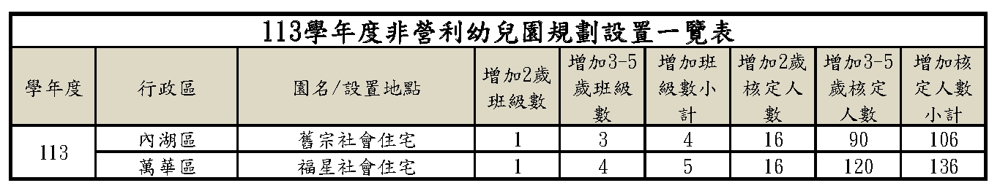 113學年度非營利幼兒園規劃設置一覽表
學年度 行政區 園名/設置地點 增加2歲班級數 增加3-5歲班級數 增加班級數小計 增加2歲核定人數 增加3-5歲核定人數 增加核定人數小計
113 內湖區 舊宗社會住宅 1 3 4 16 90 106
萬華區 福星社會住宅 1 4 5 16 120 136